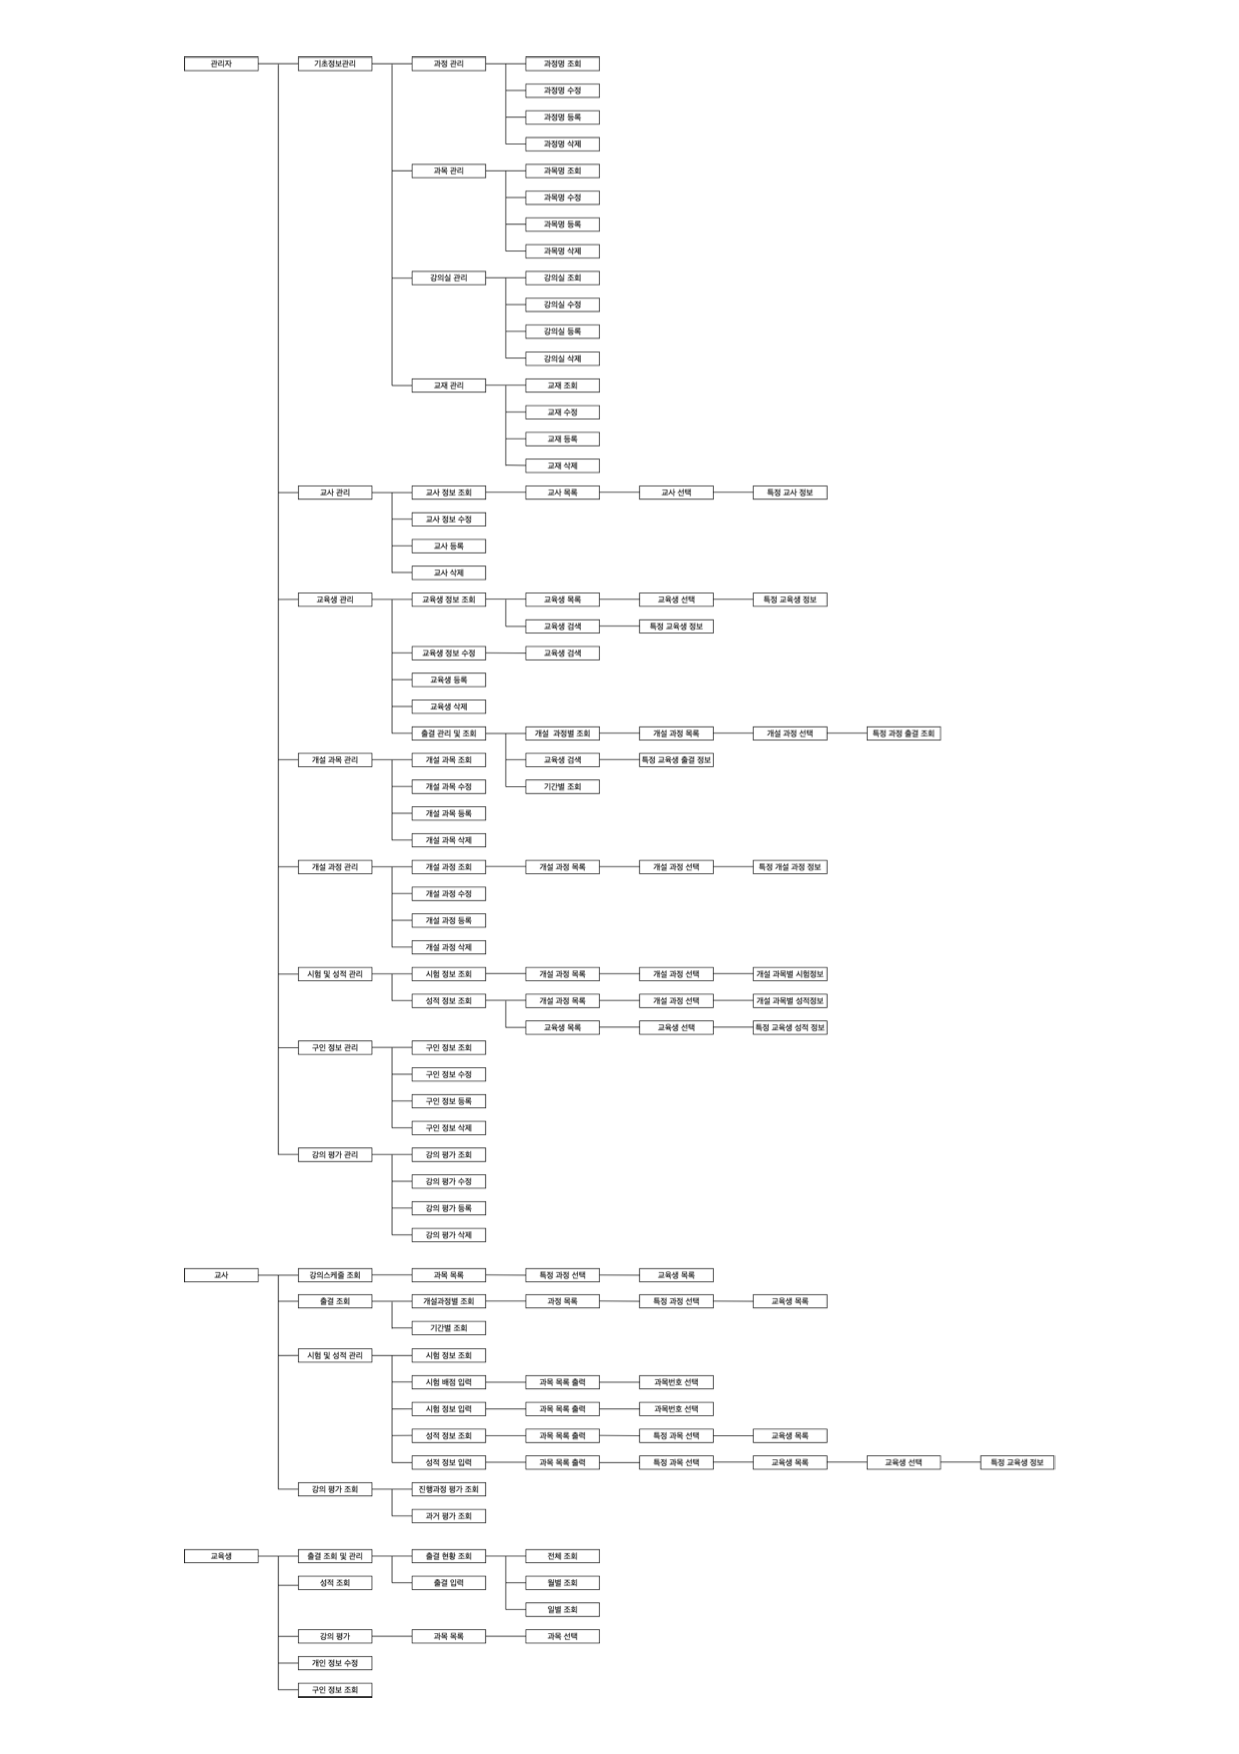 관리자 기초정보관리 과정 관리 과정명 조회
과정명 수정
과정명 등록
과정명 삭제
과목 관리 과목명 조회
과목명 수정
과목명 등록
과목명 삭제
강의실 관리 강의실 조회
강의실 수정
강의실 등록
강의실 삭제
교재 관리 교재 조회
교재 수정
교재 등록
교재 삭제
교사 관리 교사 정보 조회 교사 목록 교사 선택 특정 교사 정보
교사 정보 수정
교사 등록
교사 삭제
교육생 관리 교육생 정보 조회 교육생 목록 교육생 선택 특정 교육생 정보
교육생 검색 특정 교육생 정보
교육생 정보 수정 교육생 검색
교육생 등록
교육생 삭제
출결 관리 및 조회 개설 과정별 조회 개설 과정 목록 개설 과정 선택 특정 과정 출결 조회
개설 과목 관리 개설 과목 조회 교육생 검색 특정 교육생 출결 정보
개설 과목 수정 기간별 조회
개설 과목 등록
개설 과목 삭제
개설 과정 관리 개설 과정 조회 개설 과정 목록 개설 과정 선택 특정 개설 과정 정보
개설 과정 수정
개설 과정 등록
개설 과정 삭제
시험 및 성적 관리 시험 정보 조회 개설 과정 목록 개설 과정 선택 개설 과목별 시험정보
성적 정보 조회 개설 과정 목록 개설 과정 선택 개설 과목별 성적정보
교육생 목록 교육생 선택 특정 교육생 성적 정보
구인 정보 관리 구인 정보 조회
구인 정보 수정
구인 정보 등록
구인 정보 삭제
강의 평가 관리 강의 평가 조회
강의 평가 수정
강의 평가 등록
강의 평가 삭제
교사 강의스케줄 조회 과목 목록 특정 과정 선택 교육생 목록
출결 조회 개설과정별 조회 과정 목록 특정 과정 선택 교육생 목록
기간별 조회
시험 및 성적 관리 시험 정보 조회
시험 배점 입력 과목 목록 출력 과목번호 선택
시험 정보 입력 과목 목록 출력 과목번호 선택
성적 정보 조회 과목 목록 출력 특정 과목 선택 교육생 목록
성적 정보 입력 과목 목록 출력 특정 과목 선택 교육생 목록 교육생 선택 특정 교육생 정보
강의 평가 조회 진행과정 평가 조회
과거 평가 조회
교육생 출결 조회 및 관리 출결 현황 조회 전체 조회
성적 조회 출결 입력 월별 조회
일별 조회
강의 평가 과목 목록 과목 선택
개인 정보 수정
구인 정보 조회